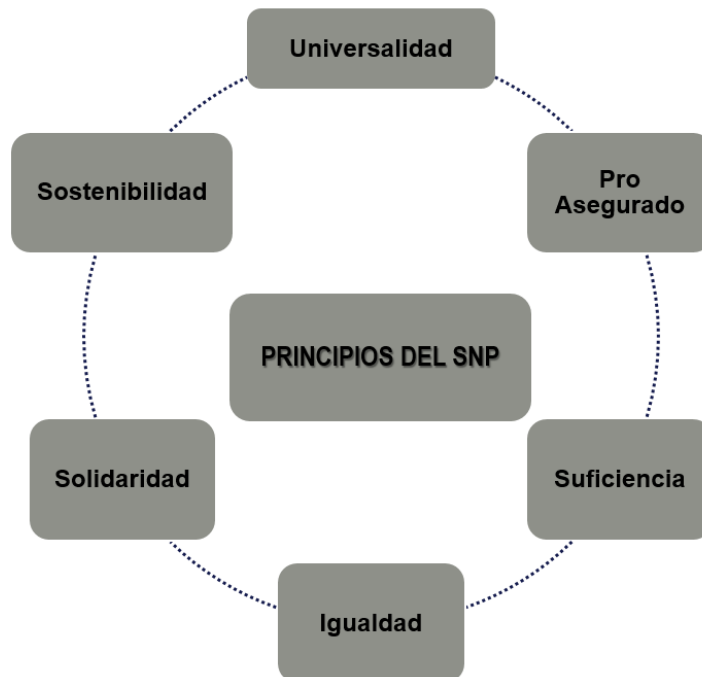 Universalidad
Pro
Asegurado
Suficiencia
Igualdad
Solidaridad
Sostenibilidad
PRINCIPIOS DEL SNP